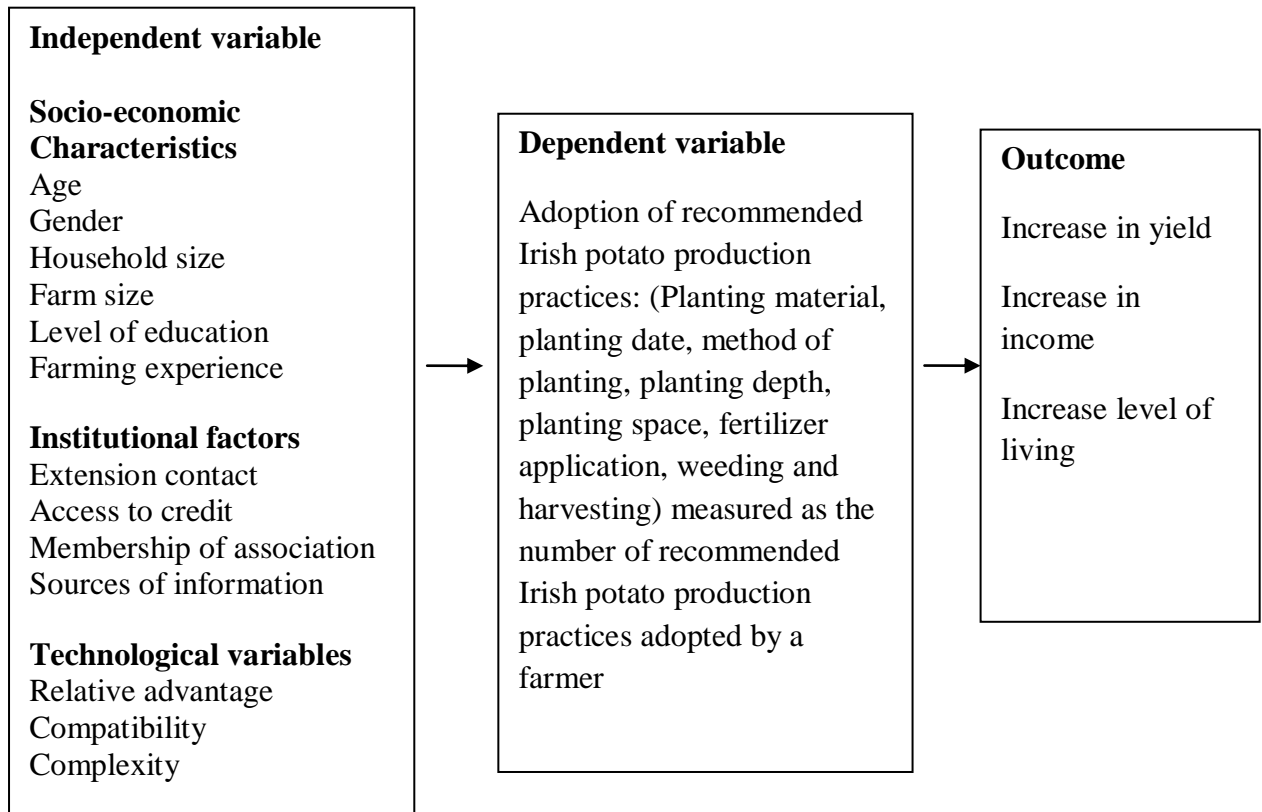 Independent variable
Socio-economic
Characteristics
Age
Gender
Household size
Farm size
Level of education
Farming experience
Institutional factors
Extension contact
Access to credit
Membership of association
Sources of information
Technological variables
Relative advantage
Compatibility
Complexity
Dependent variable
Adoption of recommended
Irish potato production
practices: (Planting material,
planting date, method of
planting, planting depth,
planting space, fertilizer
application, weeding and
harvesting) measured as the
number of recommended
Irish potato production
practices adopted by a
farmer
Outcome
Increase in yield
Increase in
income
Increase level of
living